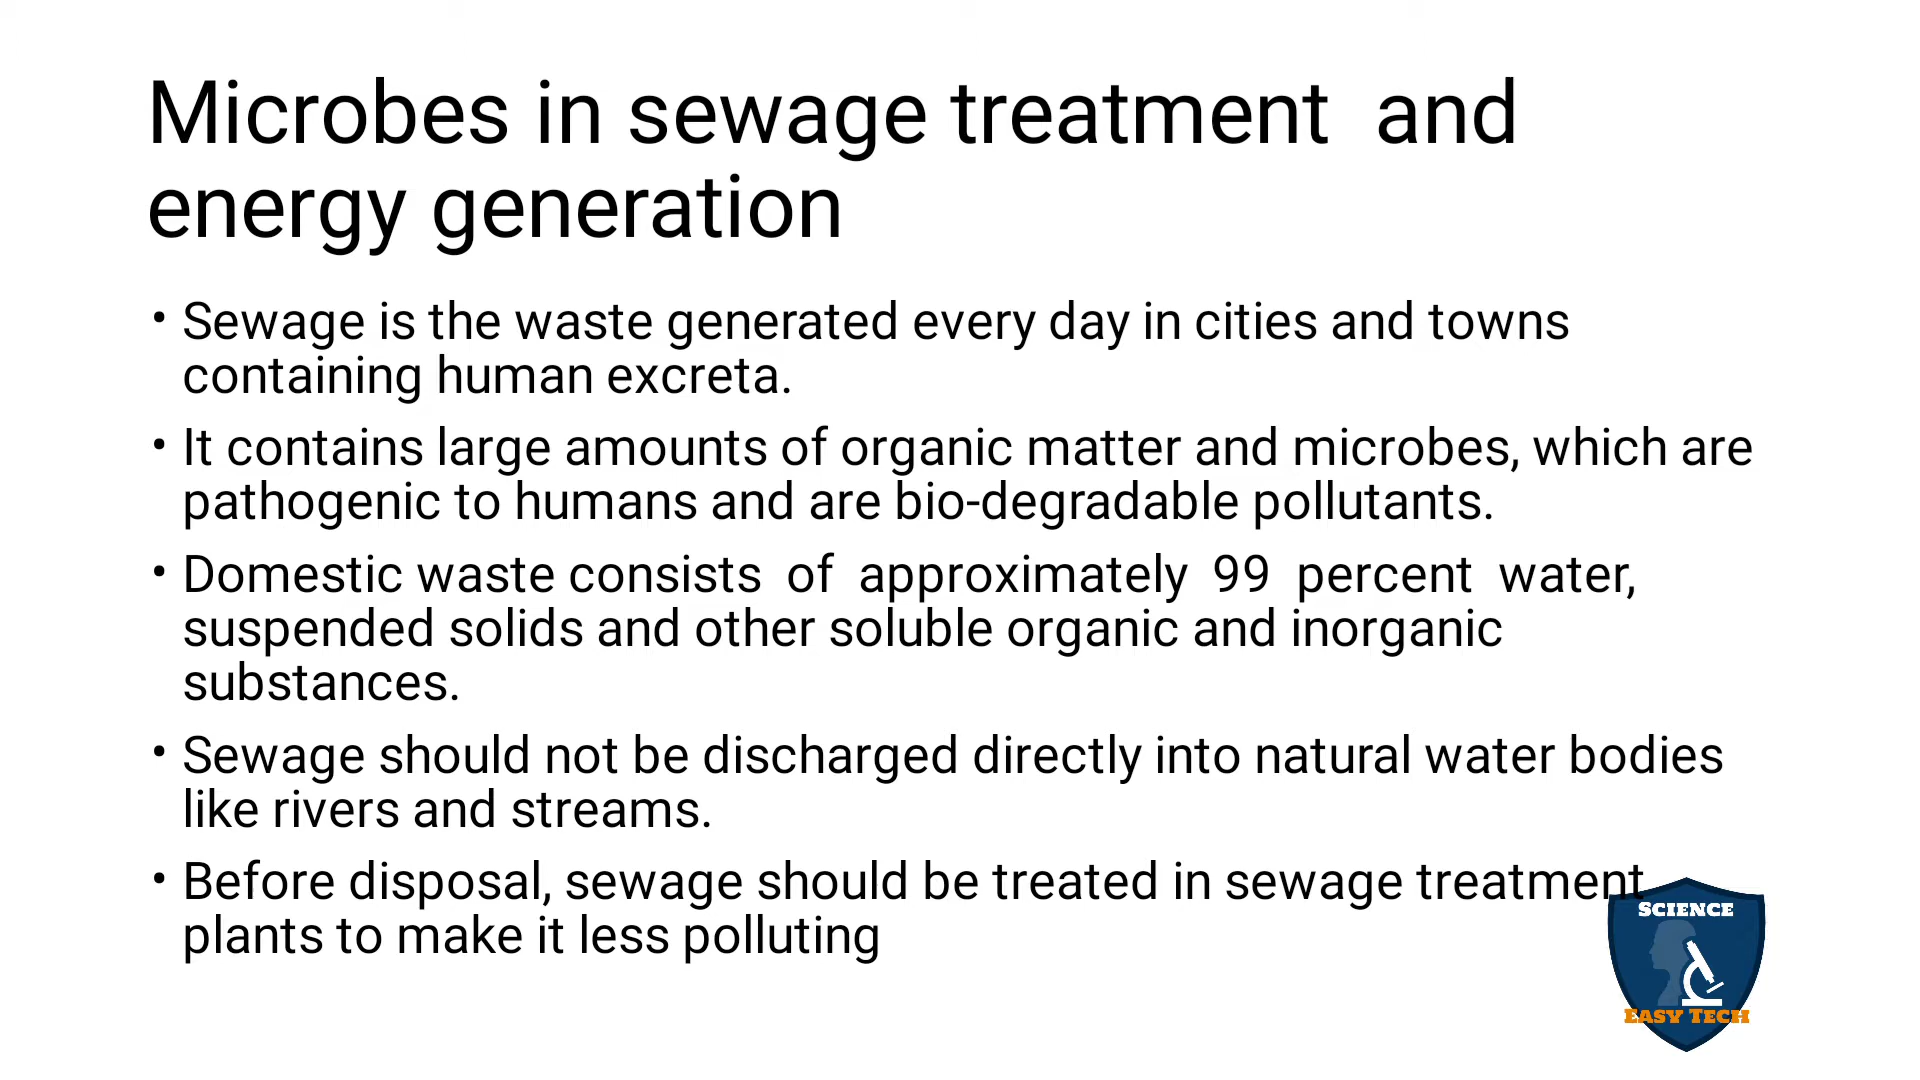 Microbes in sewage treatment  and
energy generation
• Sewage is the waste generated every day in cities and towns
containing human excreta.
• It contains large amounts of organic matter and microbes, which are
pathogenic to humans and are bio-degradable pollutants.
• Domestic waste consists  of  approximately  99  percent  water,
suspended solids and other soluble organic and inorganic
substances.
• Sewage should not be discharged directly into natural water bodies
like rivers and streams.
• Before disposal, sewage should be treated in sewage treatment
plants to make it less polluting
SCIENCE
EASY TECH